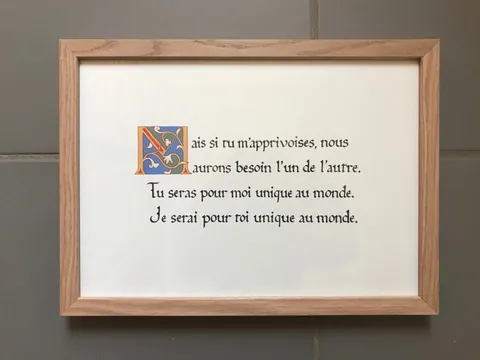 Mais si tu m'apprivoises, nous
aurons besoin l'un de l'autre.
Tu seras pour moi unique au monde.
Je serai pour toi unique au monde.